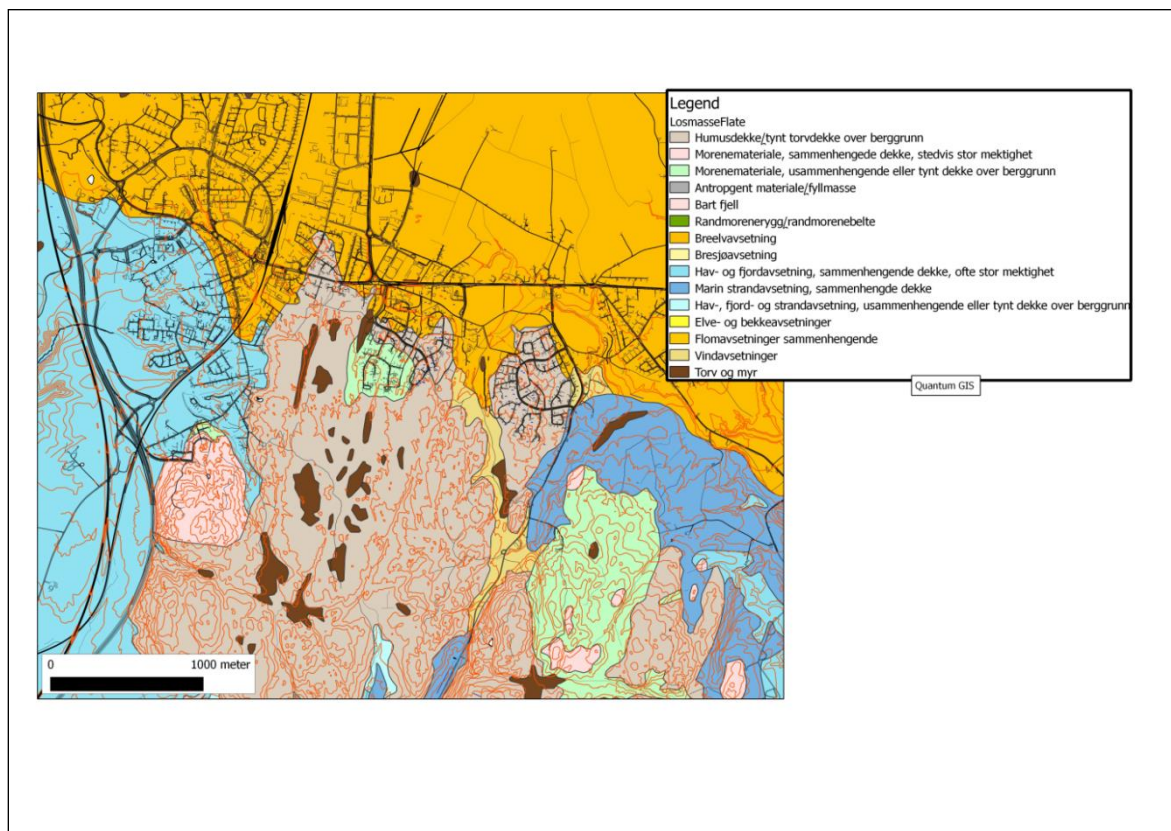 Legend
LosmasseFlate
Humusdekke/tynt torvdekke over berggrunn
Morenemateriale, sammenhengede dekke, stedvis stor mektighet
Morenemateriale, usammenhengende eller tynt dekke over berggrunn
Antropgent materiale/fyllmasse
Bart fjell
Randmorenerygg/randmorenebelte
Breelvavsetning
Bresjøavsetning
Hav- og fjordavsetning, sammenhengende dekke, ofte stor mektighet
Marin strandavsetning, sammenhengde dekke
Hav-, fjord- og strandavsetning, usammenhengende eller tynt dekke over berggrunn
Elve- og bekkeavsetninger
Flomavsetninger sammenhengende
Vindavsetninger
Torv og myr
Quantum GIS
0 1000 meter